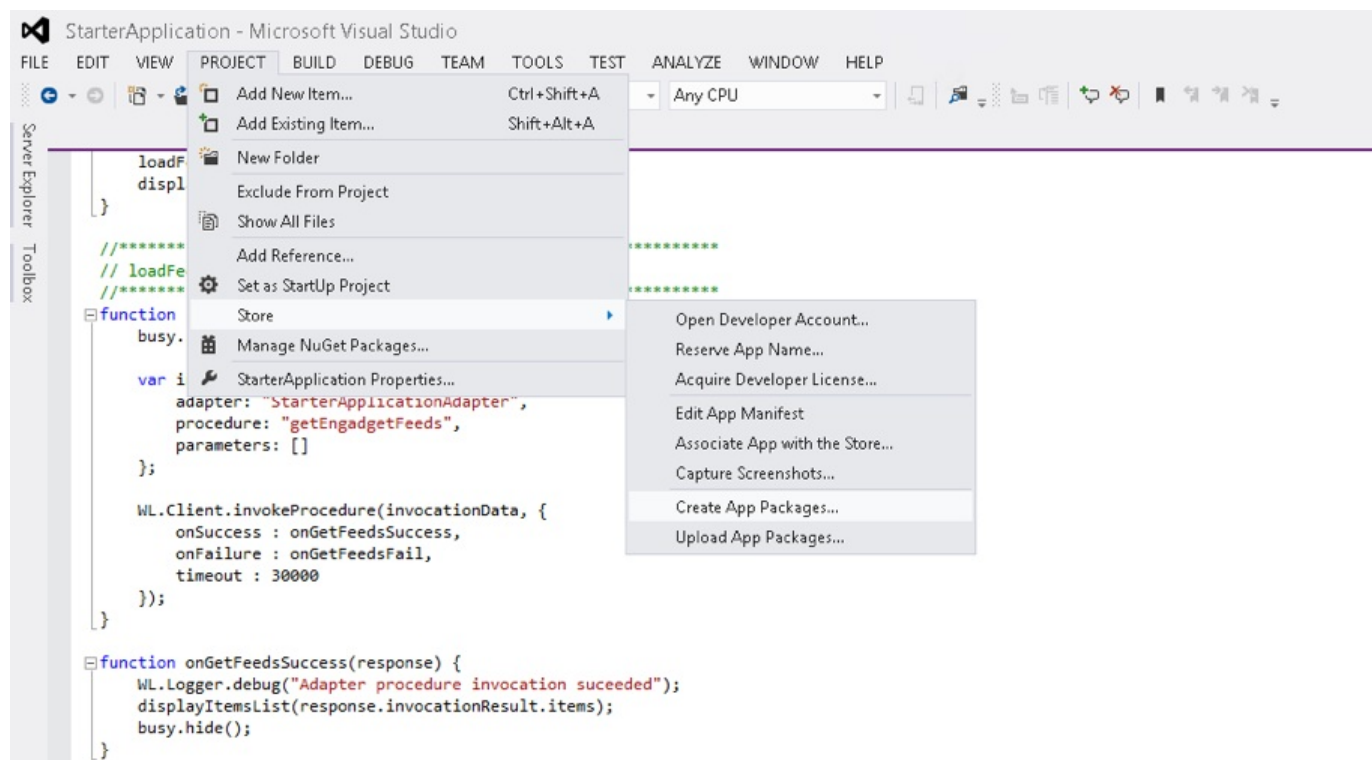 StarterApplication - Microsoft Visual Studio
FILE EDIT VIEW PROJECT BUILD DEBUG TEAM TOOLS TEST ANALYZE WINDOW HELP
Any CPU
Server Explorer
Toolbox
Add New Item... Ctrl+Shift+A
Add Existing Item... Shift+Alt+A
New Folder
Exclude From Project
Show All Files
Add Reference...
Set as StartUp Project
Store
Manage NuGet Packages...
StarterApplication Properties...
Open Developer Account...
Reserve App Name...
Acquire Developer License...
Edit App Manifest
Associate App with the Store...
Capture Screenshots...
Create App Packages...
Upload App Packages...
loadF
displ
}
//******* **********
// loadFe
//******* **********
function
busy.
var i
adapter: "StarterApplicationAdapter",
procedure: "getEngadgetFeeds",
parameters: []
};
WL.Client.invokeProcedure(invocationData, {
onSuccess : onGetFeedsSuccess,
onFailure : onGetFeedsFail,
timeout : 30000
});
}
function onGetFeedsSuccess(response) {
WL.Logger.debug("Adapter procedure invocation suceeded");
displayItemsList(response.invocationResult.items);
busy.hide();
}